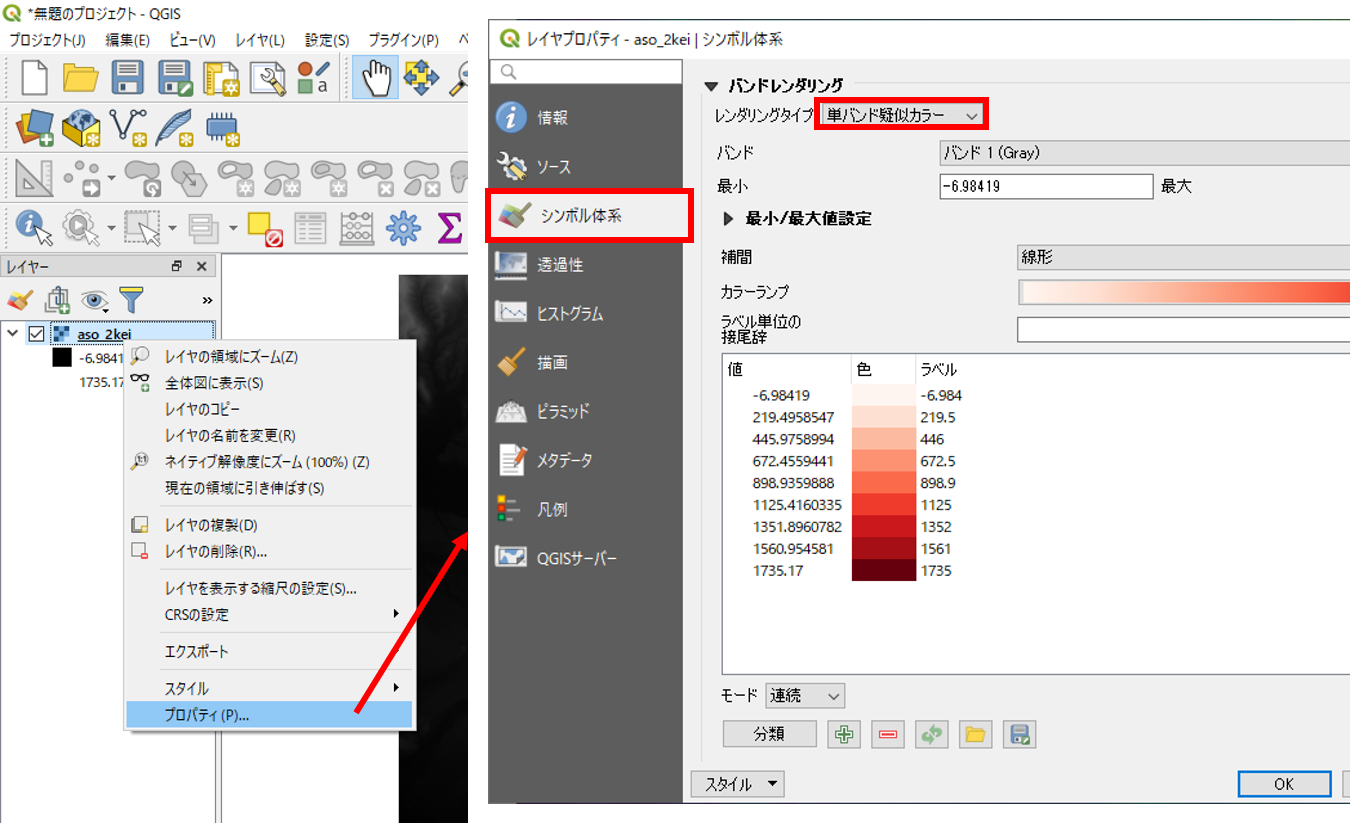 *無題のプロジェクト - QGIS
プロジェクト(J) 編集(E) ビュー(V) レイヤ(L) 設定(S) プラグイン(P) ベ
レイヤー
»
aso_2kei
-6.9841
1735.17
レイヤの領域にズーム(Z)
全体図に表示(S)
レイヤのコピー
レイヤの名前を変更(R)
ネイティブ解像度にズーム (100%) (Z)
現在の領域に引き伸ばす(S)
レイヤの複製(D)
レイヤの削除(R)...
レイヤを表示する縮尺の設定(S)...
CRSの設定
エクスポート
スタイル
プロパティ(P)...
レイヤプロパティ - aso_2kei | シンボル体系
情報
ソース
シンボル体系
透過性
ヒストグラム
描画
ピラミッド
メタデータ
凡例
QGISサーバー
バンドレンダリング
レンダリングタイプ 単バンド疑似カラー
バンド バンド 1 (Gray)
最小 -6.98419 最大
最小/最大値設定
補間 線形
カラーランプ
ラベル単位の
接尾辞
値 色 ラベル
-6.98419 -6.984
219.4958547 219.5
445.9758994 446
672.4559441 672.5
898.9359888 898.9
1125.4160335 1125
1351.8960782 1352
1560.954581 1561
1735.17 1735
モード 連続
分類
スタイル OK